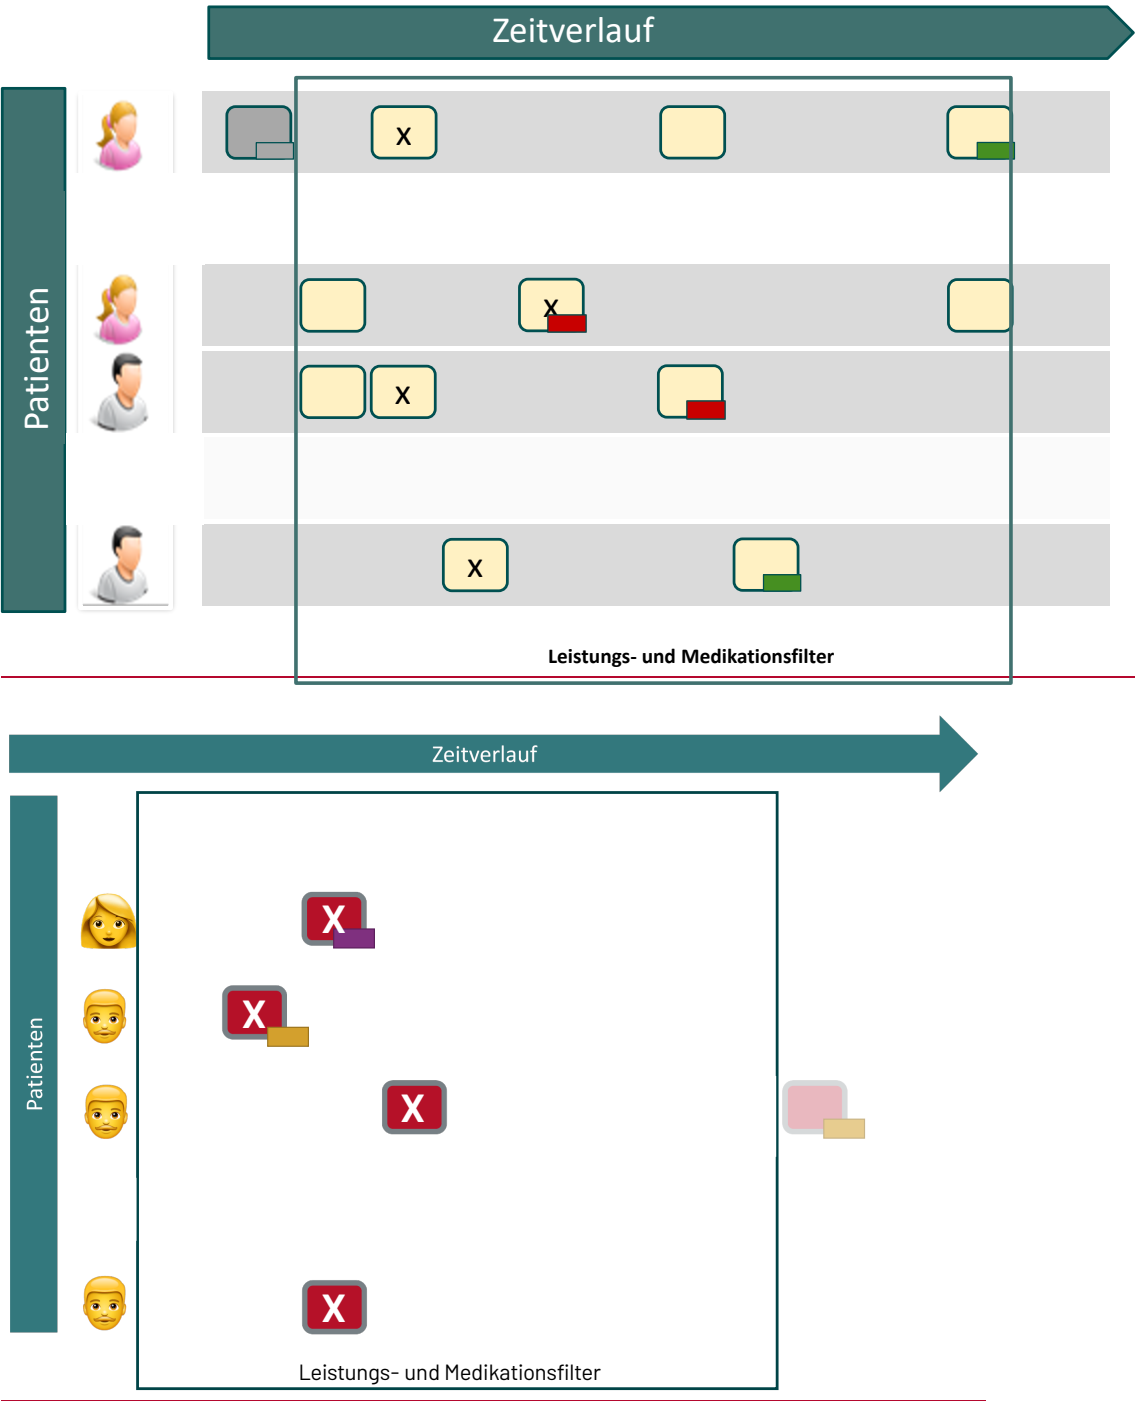 Zeitverlauf
x
Patienten
x
x
x
Leistungs- und Medikationsfilter
Zeitverlauf
X
X
Patienten
X
X
Leistungs- und Medikationsfilter